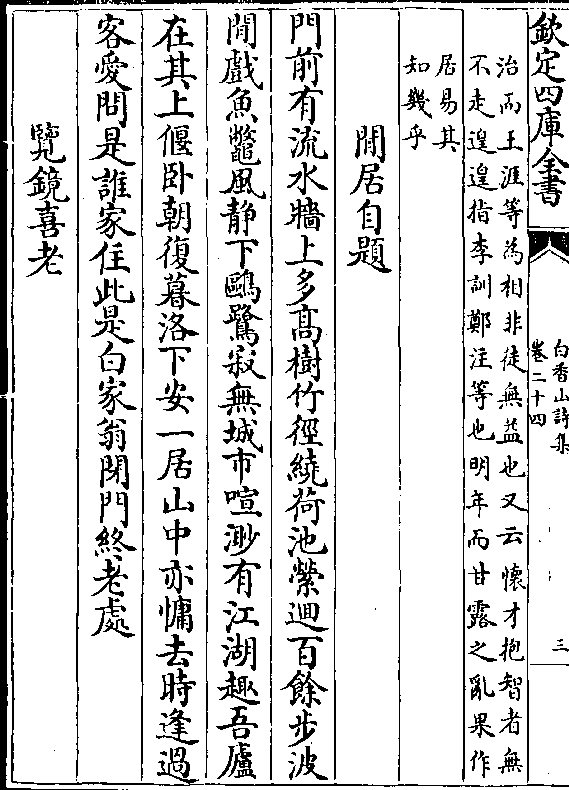 欽定四庫全書
白香山詩集
卷二十四
三
治而王涯等為相非徒無益也又云懷才抱智者無
不走遑遑指李訓鄭注等也明年而甘露之亂果作
居易其
知幾乎
閒居自題
門前有流水牆上多高樹竹徑繞荷池縈迴百餘步波
閒戲魚鼈風静下鷗鷺寂無城市喧渺有江湖趣吾廬
在其上偃卧朝復暮洛下安一居山中亦慵去時逢過
客愛問是誰家住此是白家翁閉門終老處
覽鏡喜老